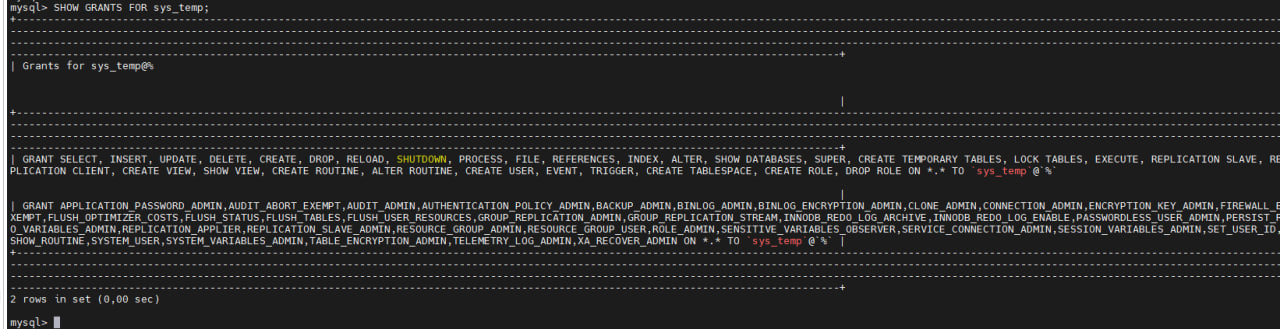 mysql> SHOW GRANTS FOR sys_temp;
| Grants for sys_temp@%
|
| GRANT SELECT, INSERT, UPDATE, DELETE, CREATE, DROP, RELOAD, SHUTDOWN, PROCESS, FILE, REFERENCES, INDEX, ALTER, SHOW DATABASES, SUPER, CREATE TEMPORARY TABLES, LOCK TABLES, EXECUTE, REPLICATION SLAVE, RE
PLICATION CLIENT, CREATE VIEW, SHOW VIEW, CREATE ROUTINE, ALTER ROUTINE, CREATE USER, EVENT, TRIGGER, CREATE TABLESPACE, CREATE ROLE, DROP ROLE ON *.* TO `sys_temp`@`%`
|
| GRANT APPLICATION_PASSWORD_ADMIN,AUDIT_ABORT_EXEMPT,AUDIT_ADMIN,AUTHENTICATION_POLICY_ADMIN,BACKUP_ADMIN,BINLOG_ADMIN,BINLOG_ENCRYPTION_ADMIN,CLONE_ADMIN,CONNECTION_ADMIN,ENCRYPTION_KEY_ADMIN,FIREWALL_E
XEMPT,FLUSH_OPTIMIZER_COSTS,FLUSH_STATUS,FLUSH_TABLES,FLUSH_USER_RESOURCES,GROUP_REPLICATION_ADMIN,GROUP_REPLICATION_STREAM,INNODB_REDO_LOG_ARCHIVE,INNODB_REDO_LOG_ENABLE,PASSWORDLESS_USER_ADMIN,PERSIST_R
O_VARIABLES_ADMIN,REPLICATION_APPLIER,REPLICATION_SLAVE_ADMIN,RESOURCE_GROUP_ADMIN,RESOURCE_GROUP_USER,ROLE_ADMIN,SENSITIVE_VARIABLES_OBSERVER,SERVICE_CONNECTION_ADMIN,SESSION_VARIABLES_ADMIN,SET_USER_ID,
SHOW_ROUTINE,SYSTEM_USER,SYSTEM_VARIABLES_ADMIN,TABLE_ENCRYPTION_ADMIN,TELEMETRY_LOG_ADMIN,XA_RECOVER_ADMIN ON *.* TO `sys_temp`@`%` |
2 rows in set (0,00 sec)
mysql>